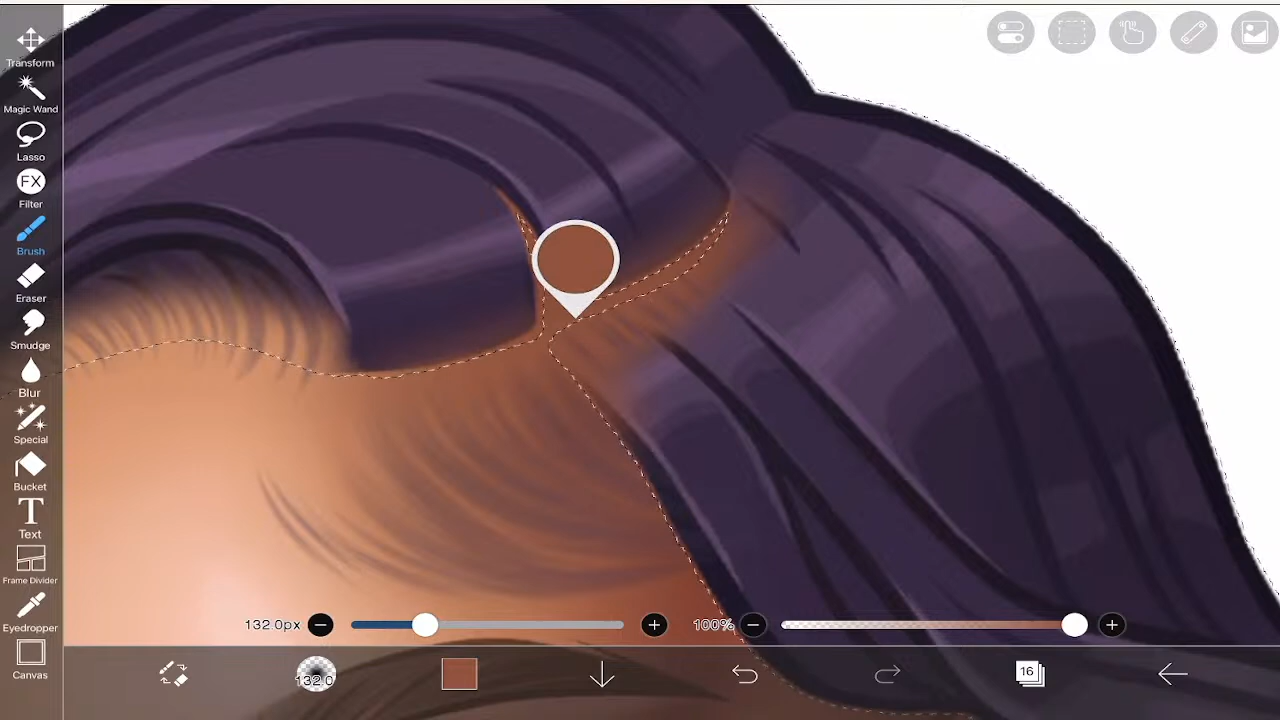 Transform
Magic Wand
Lasso
FX
Filter
Brush
Eraser
Smudge
Blur
Special
Bucket
T
Text
Frame Divider
Eyedropper
Canvas
132.0px
100%
132.0
16